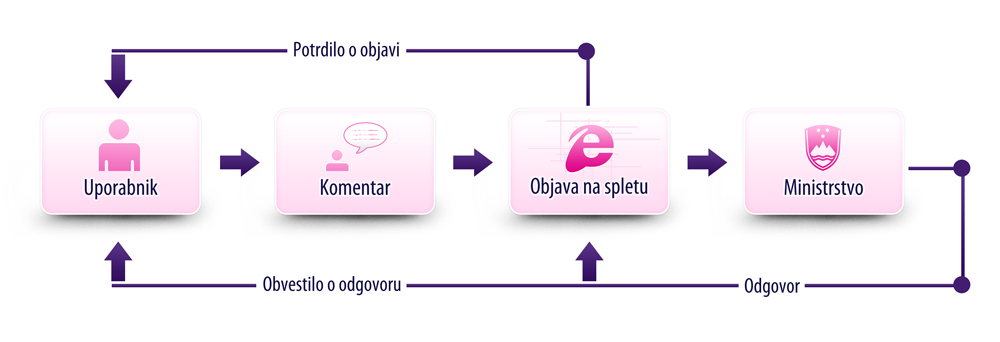 Potrdilo o objavi
Uporabnik
Komentar
Objava na spletu
Ministrstvo
Obvestilo o odgovoru
Odgovor